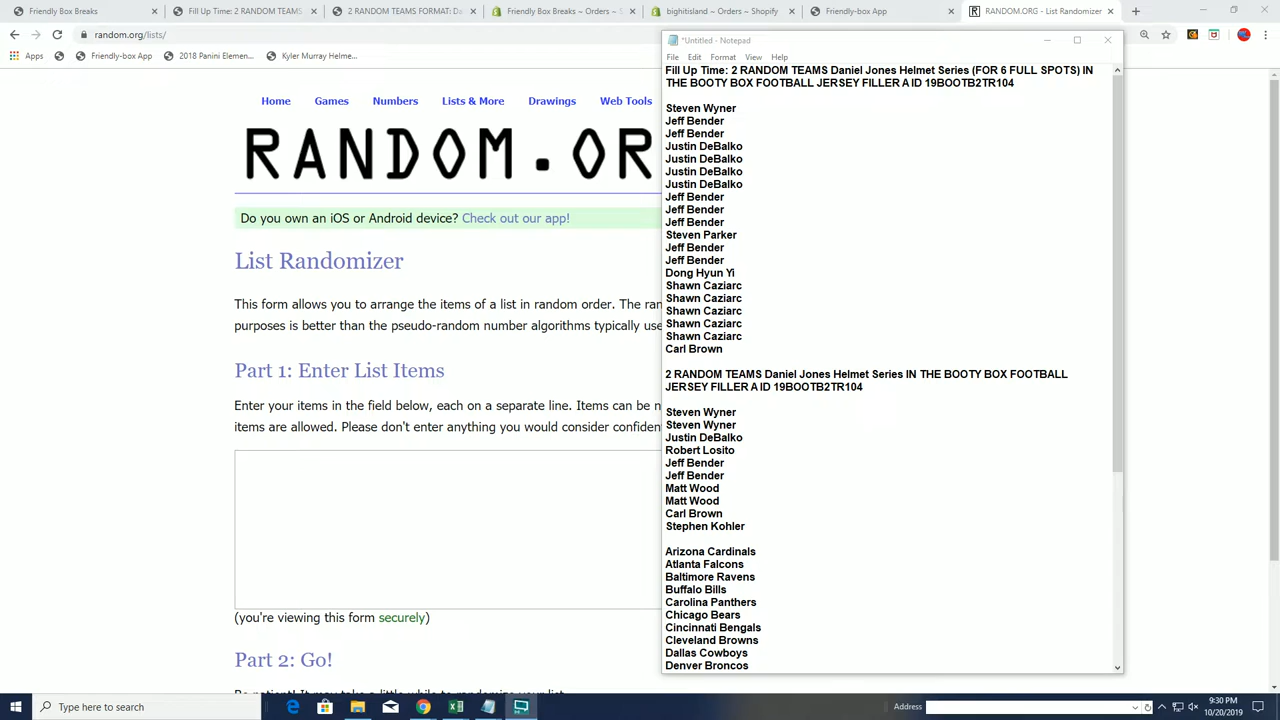 Friendly Box Breaks
Fill Up Time: 2 RANDOM TEAMS
2 RANDOM TEAMS FORMAT: Da
Friendly Box Breaks ~ Orders ~ S
bighitisland ~ Orders ~ Shopify
Friendly-box App
RANDOM.ORG - List Randomizer
random.org/lists/
Apps
Friendly-box App
2018 Panini Elemen...
Kyler Murray Helme...
Home
Games
Numbers
Lists & More
Drawings
Web Tools
RANDOM.OR
Do you own an iOS or Android device? Check out our app!
List Randomizer
This form allows you to arrange the items of a list in random order. The ran
purposes is better than the pseudo-random number algorithms typically use
Part 1: Enter List Items
Enter your items in the field below, each on a separate line. Items can be n
items are allowed. Please don't enter anything you would consider confiden
(you're viewing this form securely)
Part 2: Go!
*Untitled - Notepad
File
Edit
Format
View
Help
Fill Up Time: 2 RANDOM TEAMS Daniel Jones Helmet Series (FOR 6 FULL SPOTS) IN
THE BOOTY BOX FOOTBALL JERSEY FILLER A ID 19BOOTB2TR104
Steven Wyner
Jeff Bender
Jeff Bender
Justin DeBalko
Justin DeBalko
Justin DeBalko
Justin DeBalko
Jeff Bender
Jeff Bender
Jeff Bender
Steven Parker
Jeff Bender
Jeff Bender
Dong Hyun Yi
Shawn Caziarc
Shawn Caziarc
Shawn Caziarc
Shawn Caziarc
Shawn Caziarc
Carl Brown
2 RANDOM TEAMS Daniel Jones Helmet Series IN THE BOOTY BOX FOOTBALL
JERSEY FILLER A ID 19BOOTB2TR104
Steven Wyner
Steven Wyner
Justin DeBalko
Robert Losito
Jeff Bender
Jeff Bender
Matt Wood
Matt Wood
Carl Brown
Stephen Kohler
Arizona Cardinals
Atlanta Falcons
Baltimore Ravens
Buffalo Bills
Carolina Panthers
Chicago Bears
Cincinnati Bengals
Cleveland Browns
Dallas Cowboys
Denver Broncos
Type here to search
Address
9:30 PM
10/20/2019